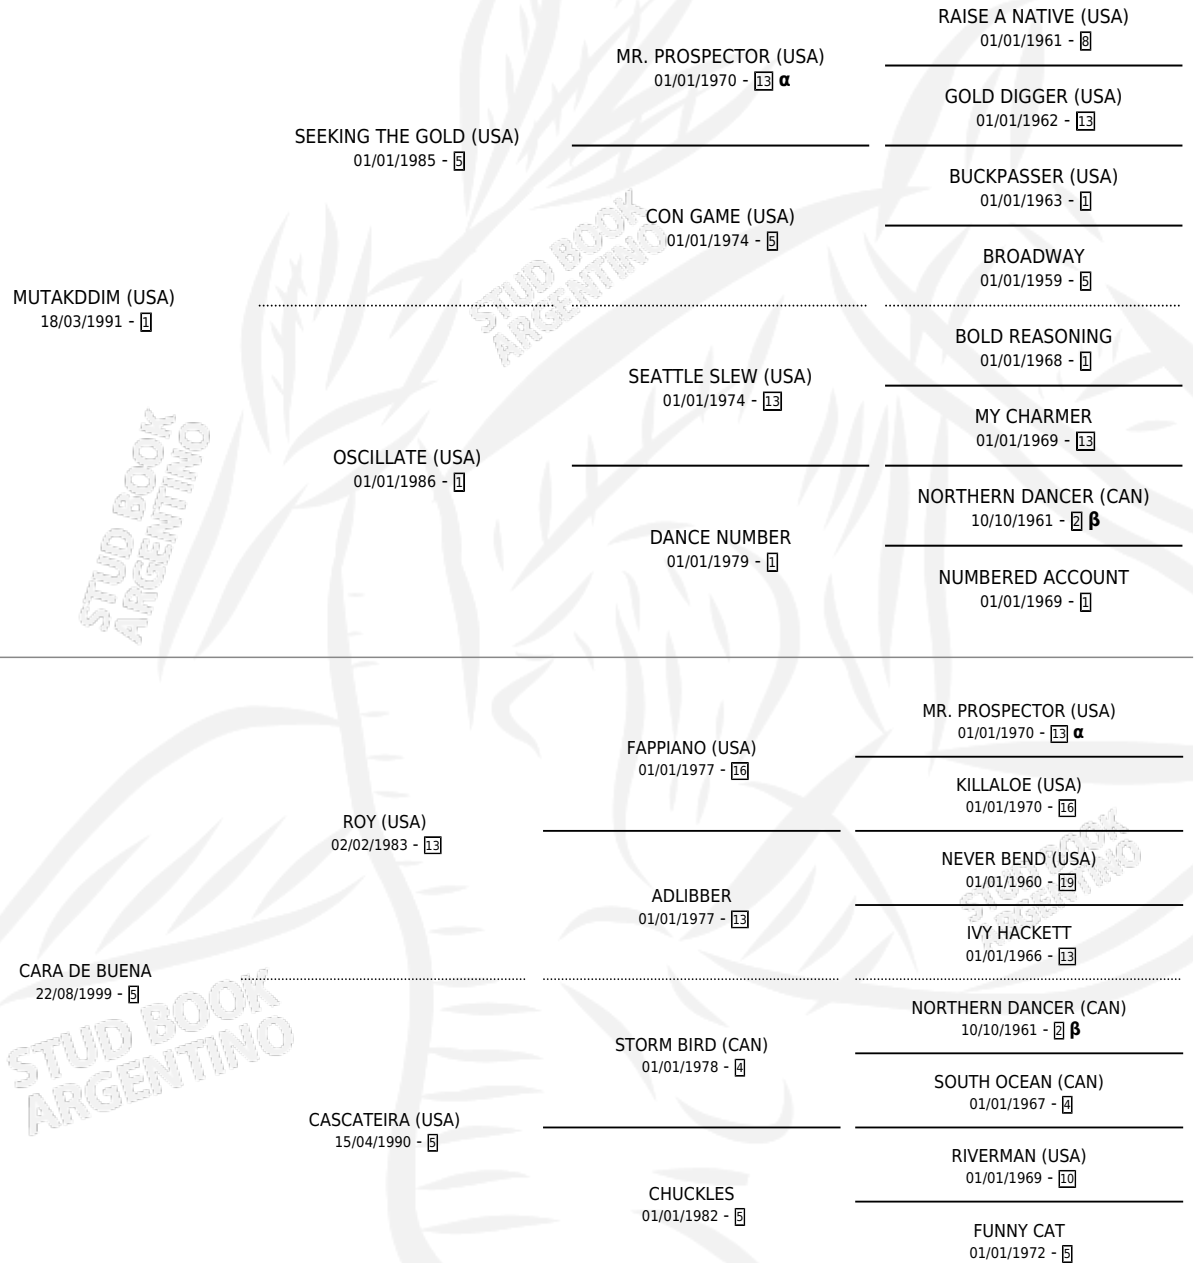 RAISE A NATIVE (USA)
01/01/1961 - 8
MR. PROSPECTOR (USA)
01/01/1970 - 13 α
GOLD DIGGER (USA)
01/01/1962 - 13
SEEKING THE GOLD (USA)
01/01/1985 - 5
BUCKPASSER (USA)
01/01/1963 - 1
CON GAME (USA)
01/01/1974 - 5
BROADWAY
01/01/1959 - 5
MUTAKDDIM (USA)
18/03/1991 - 1
BOLD REASONING
01/01/1968 - 1
SEATTLE SLEW (USA)
01/01/1974 - 13
MY CHARMER
01/01/1969 - 13
OSCILLATE (USA)
01/01/1986 - 1
NORTHERN DANCER (CAN)
10/10/1961 - 2 β
DANCE NUMBER
01/01/1979 - 1
NUMBERED ACCOUNT
01/01/1969 - 1
MR. PROSPECTOR (USA)
01/01/1970 - 13 α
FAPPIANO (USA)
01/01/1977 - 16
KILLALOE (USA)
01/01/1970 - 16
ROY (USA)
02/02/1983 - 13
NEVER BEND (USA)
01/01/1960 - 19
ADLIBBER
01/01/1977 - 13
IVY HACKETT
01/01/1966 - 13
CARA DE BUENA
22/08/1999 - 5
NORTHERN DANCER (CAN)
10/10/1961 - 2 β
STORM BIRD (CAN)
01/01/1978 - 4
SOUTH OCEAN (CAN)
01/01/1967 - 4
CASCATEIRA (USA)
15/04/1990 - 5
RIVERMAN (USA)
01/01/1969 - 10
CHUCKLES
01/01/1982 - 5
FUNNY CAT
01/01/1972 - 5
STUD BOOK
ARGENTINO
STUD BOOK
ARGENTINO
STUD BOOK
ARGENTINO
STUD BOOK
ARGENTINO